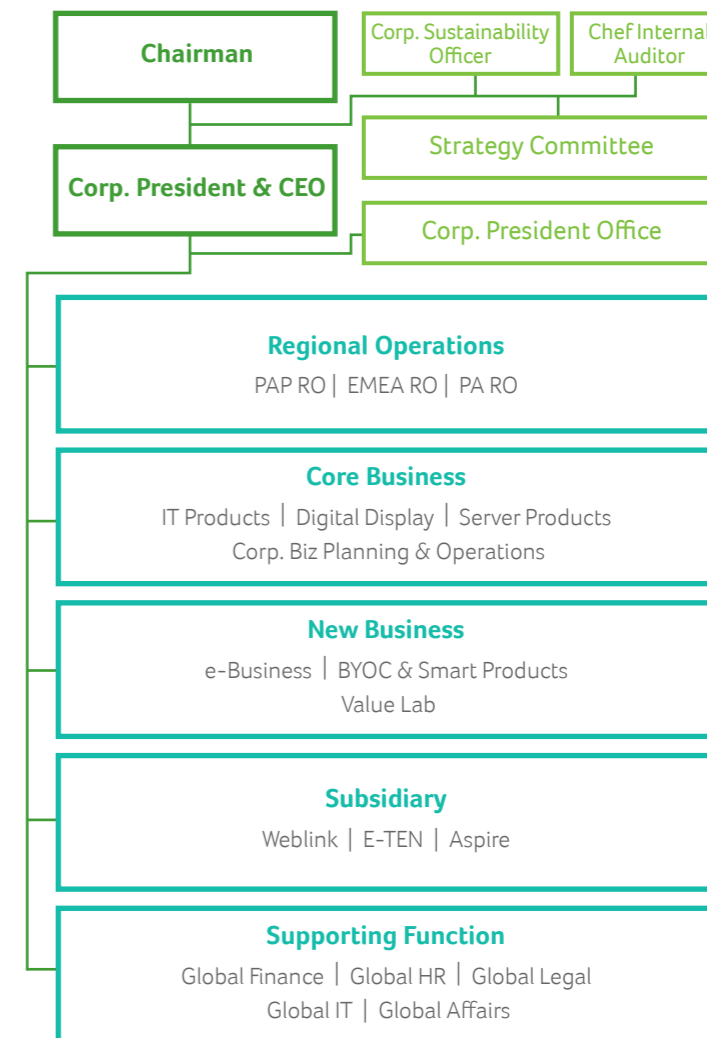 Chairman
Corp. Sustainability
Officer
Chef Internal
Auditor
Strategy Committee
Corp. President & CEO
Corp. President Office
Regional Operations
PAP RO | EMEA RO | PA RO
Core Business
IT Products | Digital Display | Server Products
Corp. Biz Planning & Operations
New Business
e-Business | BYOC & Smart Products
Value Lab
Subsidiary
Weblink | E-TEN | Aspire
Supporting Function
Global Finance | Global HR | Global Legal
Global IT | Global Affairs